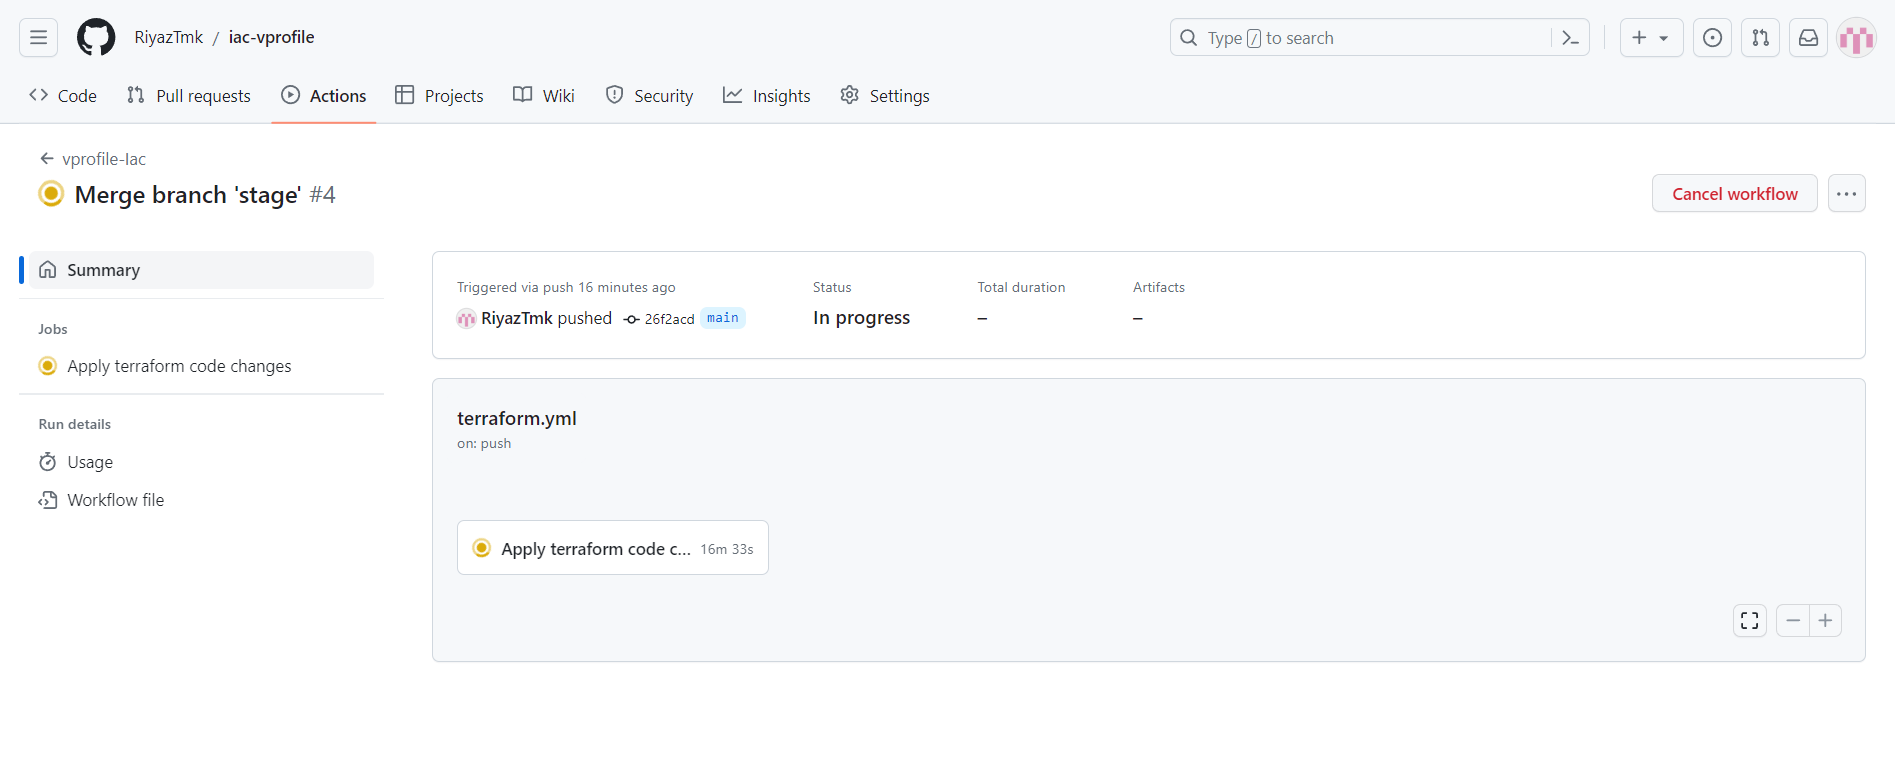 RiyazTmk / iac-vprofile
Type / to search
Code Pull requests Actions Projects Wiki Security Insights Settings
vprofile-Iac
Merge branch 'stage' #4
Cancel workflow
Summary
Jobs
Apply terraform code changes
Run details
Usage
Workflow file
Triggered via push 16 minutes ago
RiyazTmk pushed 26f2acd main
Status
In progress
Total duration
–
Artifacts
–
terraform.yml
on: push
Apply terraform code c... 16m 33s